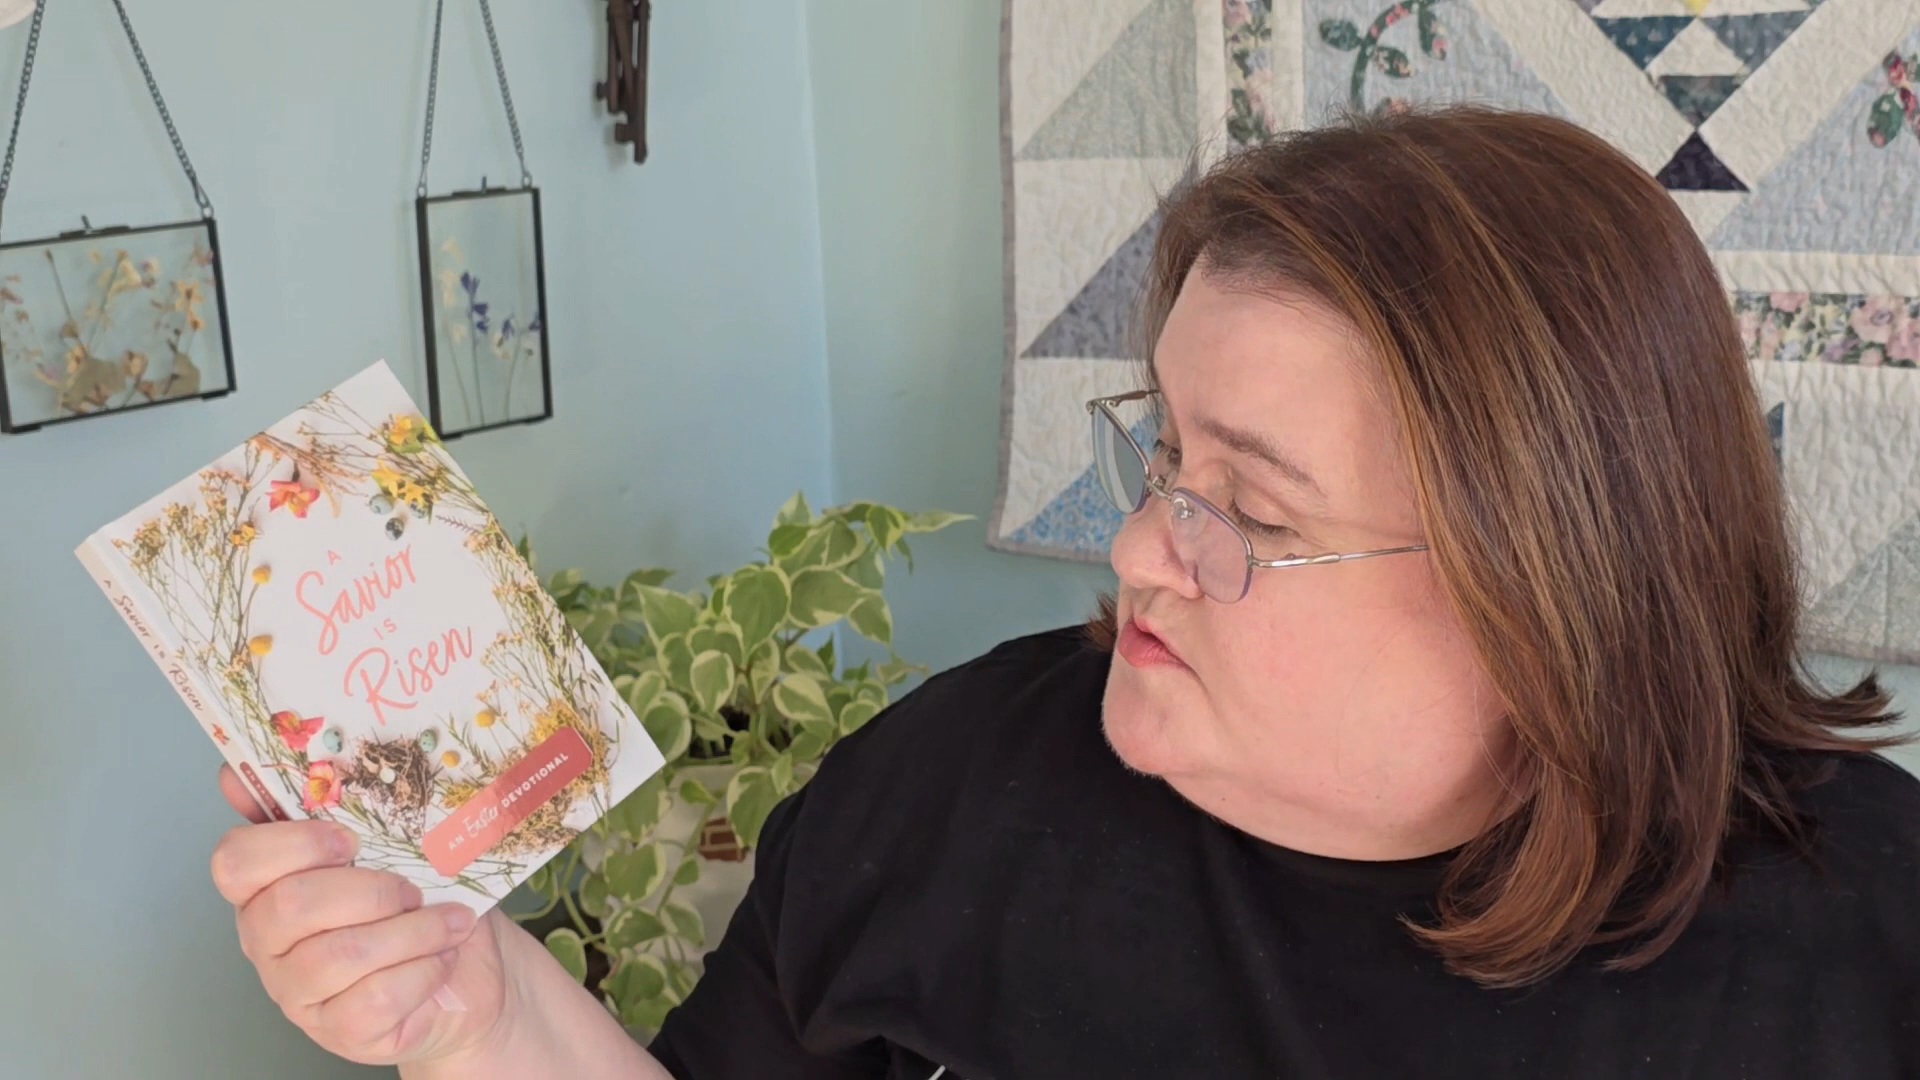 A
Savior
IS
Risen
AN Easter DEVOTIONAL
A Savior IS Risen